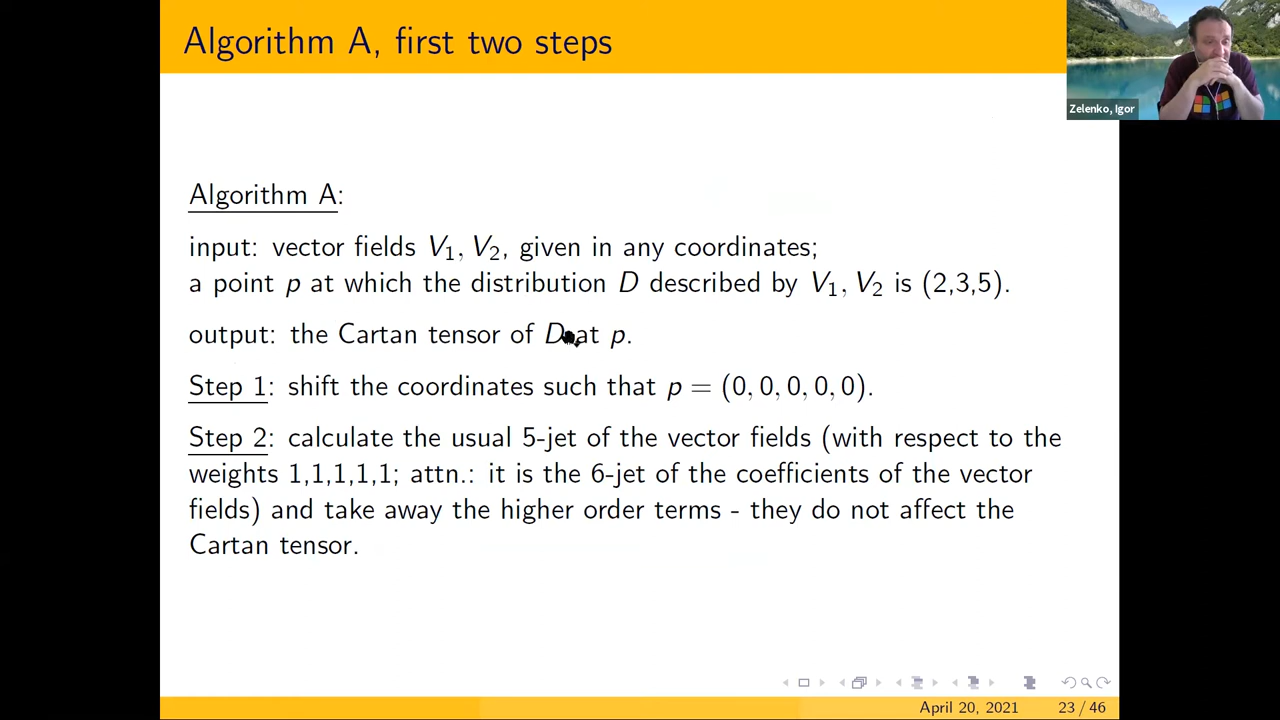 Algorithm A, first two steps
Zelenko, Igor
Algorithm A:
input: vector fields V₁, V₂, given in any coordinates;
a point p at which the distribution D described by V₁, V₂ is (2,3,5).
output: the Cartan tensor of D at p.
Step 1: shift the coordinates such that p = (0, 0, 0, 0, 0).
Step 2: calculate the usual 5-jet of the vector fields (with respect to the
weights 1,1,1,1,1; attn.: it is the 6-jet of the coefficients of the vector
fields) and take away the higher order terms - they do not affect the
Cartan tensor.
April 20, 2021 23 / 46